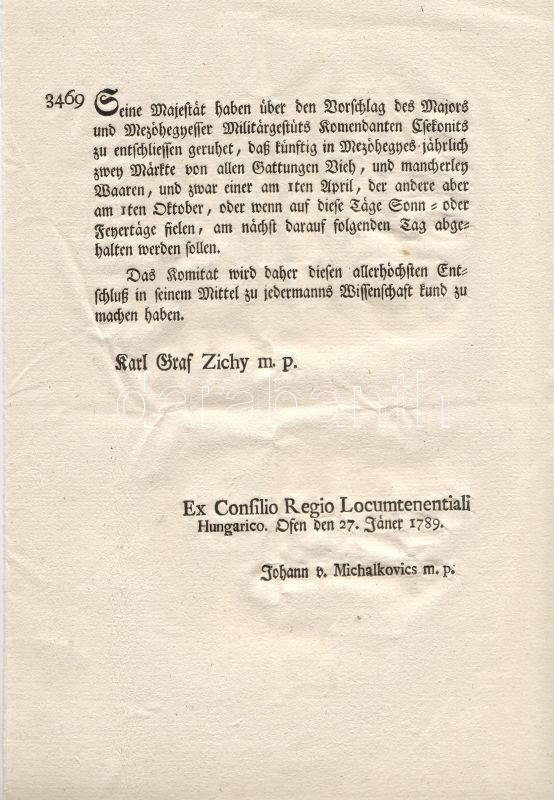 3469 Seine Majestät haben über den Vorschlag des Majors
und Mezöhegyesser Militärgestüts Komendanten Csekonits
zu entschliessen geruhet, daß künftig in Mezöhegyes jährlich
zwey Märkte von allen Gattungen Vieh, und mancherley
Waaren, und zwar einer am 1ten April, der andere aber
am 1ten Oktober, oder wenn auf diese Täge Sonn- oder
Feyertäge fielen, am nächst darauf folgenden Tag abge-
halten werden sollen.
Das Komitat wird daher diesen allerhöchsten Ent-
schluß in seinem Mittel zu jedermanns Wissenschaft kund zu
machen haben.
Karl Graf Zichy m. p.
darabanth
Ex Consilio Regio Locumtenentiali
Hungarico. Ofen den 27. Jäner 1789.
Johann v. Michalkovics m. p.